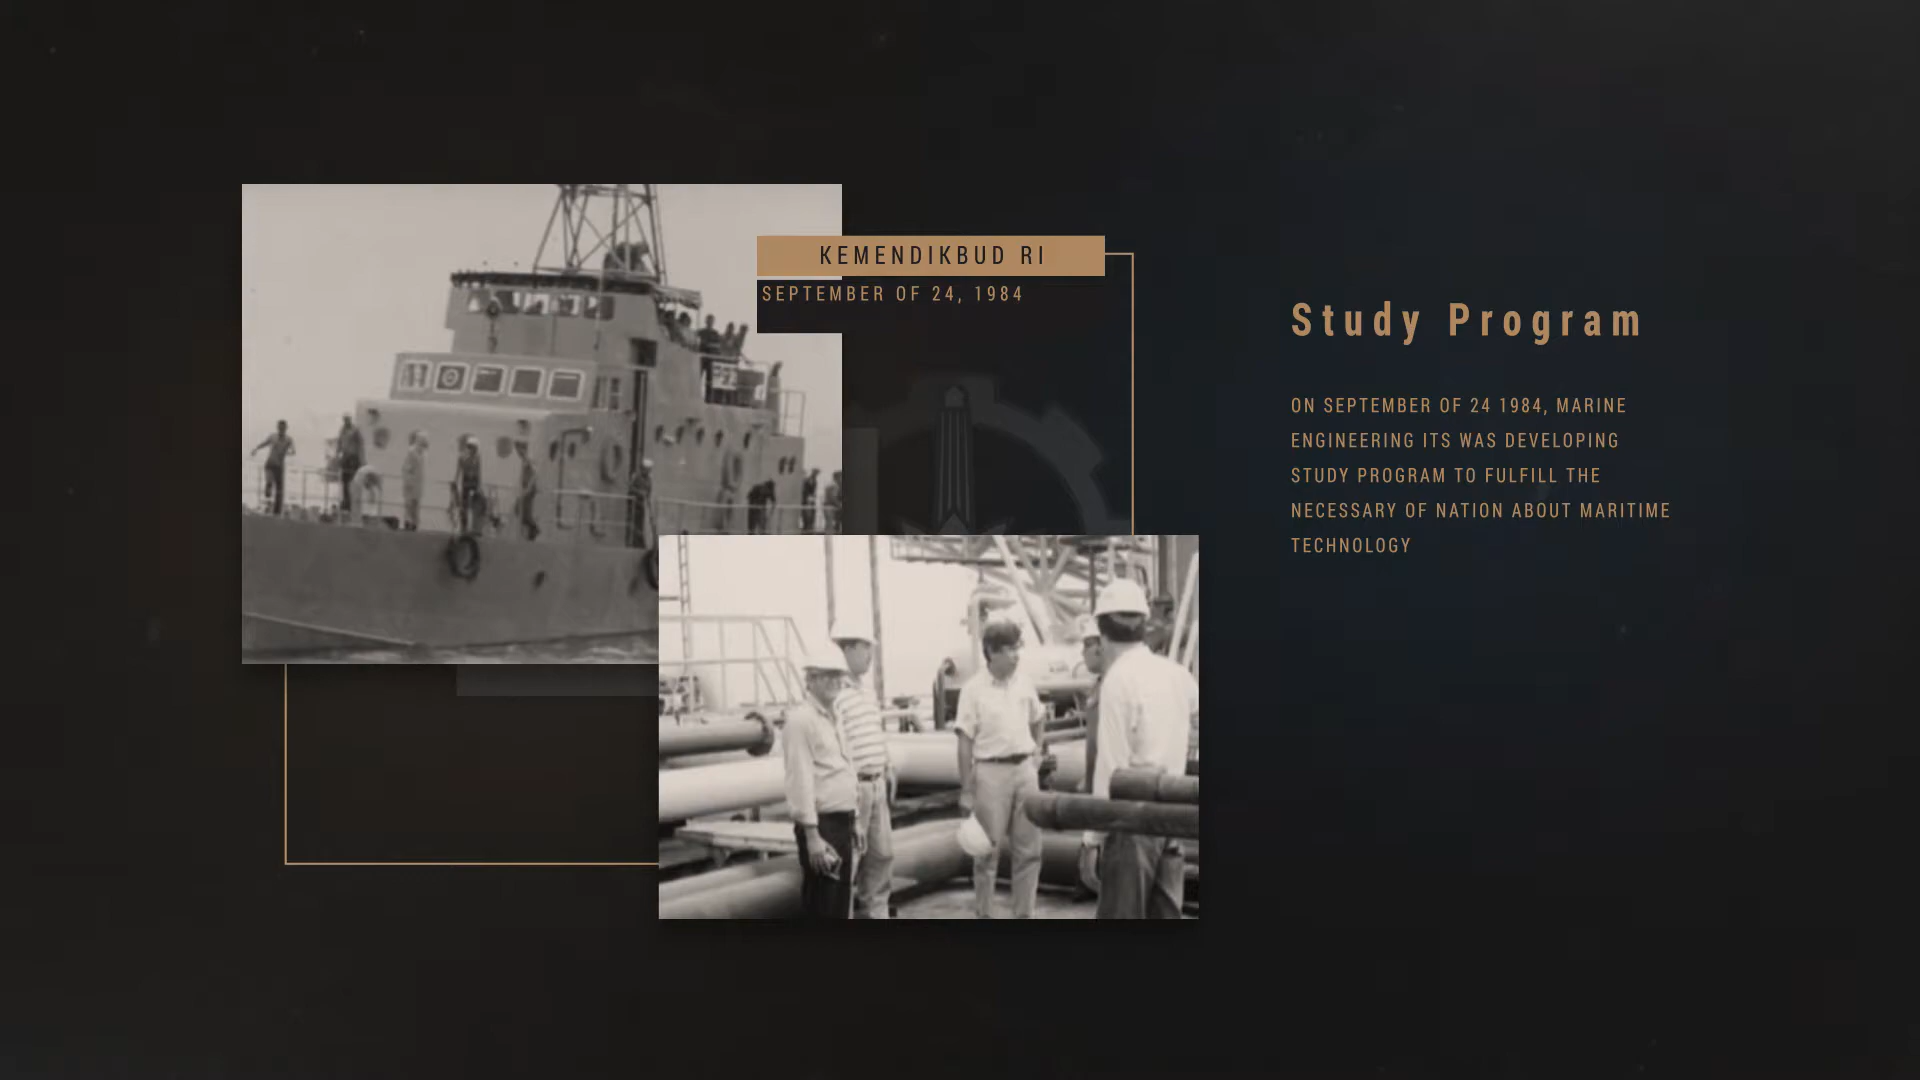 KEMENDIKBUD RI
SEPTEMBER OF 24, 1984
Study Program
ON SEPTEMBER OF 24 1984, MARINE
ENGINEERING ITS WAS DEVELOPING
STUDY PROGRAM TO FULFILL THE
NECESSARY OF NATION ABOUT MARITIME
TECHNOLOGY